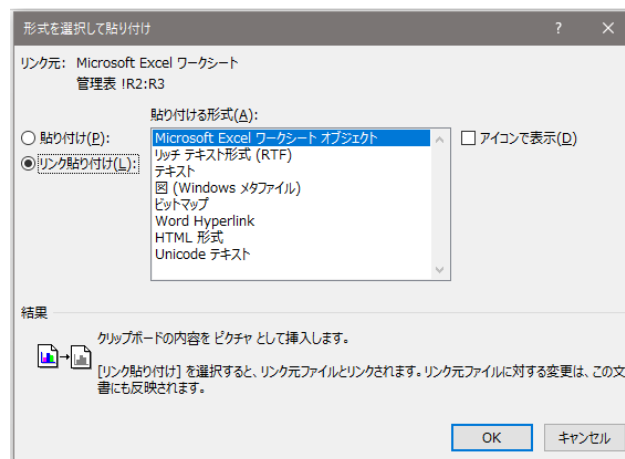 形式を選択して貼り付け
リンク元: Microsoft Excel ワークシート
管理表 !R2:R3
貼り付ける形式(A):
貼り付け(P):
リンク貼り付け(L):
Microsoft Excel ワークシート オブジェクト
リッチ テキスト形式 (RTF)
テキスト
図 (Windows メタファイル)
ビットマップ
Word Hyperlink
HTML 形式
Unicode テキスト
アイコンで表示(D)
結果
クリップボードの内容を ピクチャ として挿入します。
[リンク貼り付け] を選択すると、リンク元ファイルとリンクされます。リンク元ファイルに対する変更は、この文
書にも反映されます。
OK
キャンセル